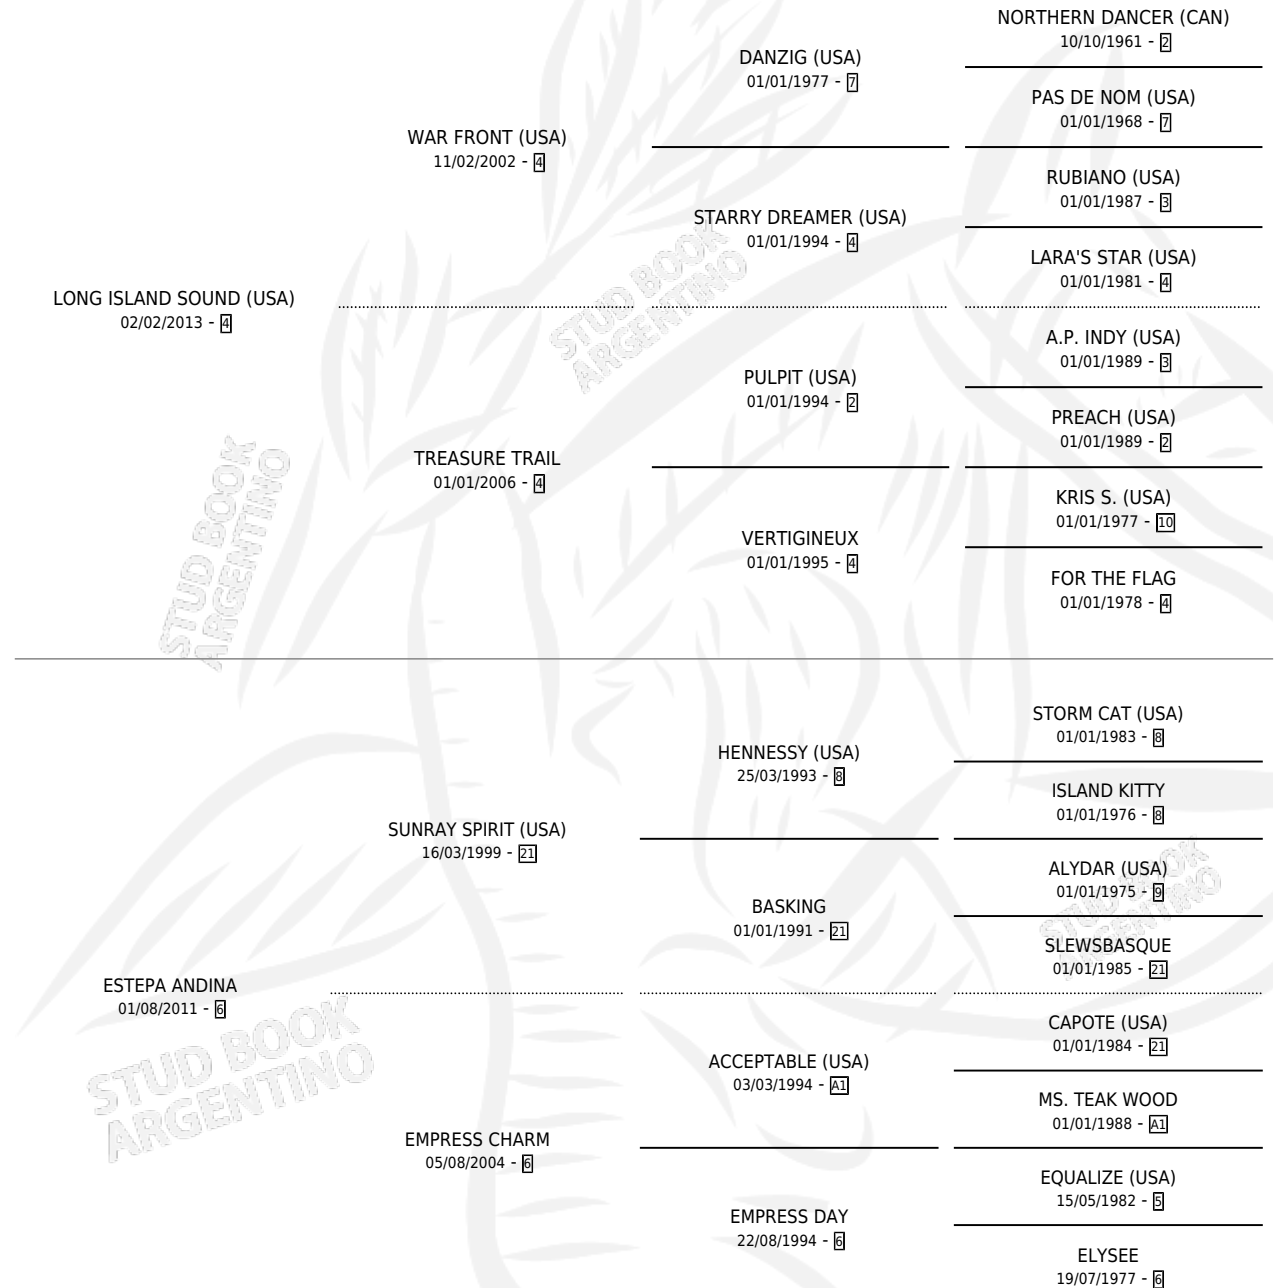 NORTHERN DANCER (CAN)
10/10/1961 - 2
DANZIG (USA)
01/01/1977 - 7
PAS DE NOM (USA)
01/01/1968 - 7
WAR FRONT (USA)
11/02/2002 - 4
RUBIANO (USA)
01/01/1987 - 3
STARRY DREAMER (USA)
01/01/1994 - 4
LARA'S STAR (USA)
01/01/1981 - 4
LONG ISLAND SOUND (USA)
02/02/2013 - 4
A.P. INDY (USA)
01/01/1989 - 3
PULPIT (USA)
01/01/1994 - 2
PREACH (USA)
01/01/1989 - 2
TREASURE TRAIL
01/01/2006 - 4
KRIS S. (USA)
01/01/1977 - 10
VERTIGINEUX
01/01/1995 - 4
FOR THE FLAG
01/01/1978 - 4
STORM CAT (USA)
01/01/1983 - 8
HENNESSY (USA)
25/03/1993 - 8
ISLAND KITTY
01/01/1976 - 8
SUNRAY SPIRIT (USA)
16/03/1999 - 21
ALYDAR (USA)
01/01/1975 - 9
BASKING
01/01/1991 - 21
SLEWSBASQUE
01/01/1985 - 21
ESTEPA ANDINA
01/08/2011 - 6
CAPOTE (USA)
01/01/1984 - 21
ACCEPTABLE (USA)
03/03/1994 - A1
MS. TEAK WOOD
01/01/1988 - A1
EMPRESS CHARM
05/08/2004 - 6
EQUALIZE (USA)
15/05/1982 - 5
EMPRESS DAY
22/08/1994 - 6
ELYSEE
19/07/1977 - 6
STUD BOOK
ARGENTINO
STUD BOOK
ARGENTINO
STUD BOOK
ARGENTINO
STUD BOOK
ARGENTINO